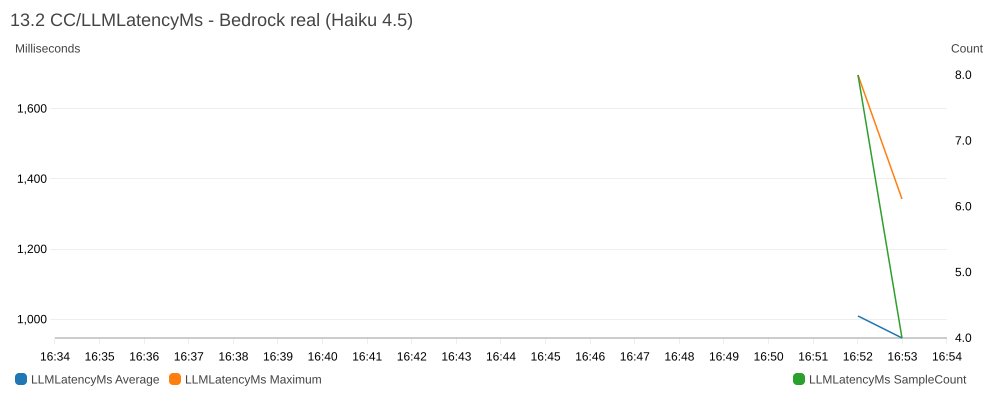 13.2 CC/LLMLatencyMs - Bedrock real (Haiku 4.5)
Milliseconds Count
8.0
1,600
7.0
1,400
6.0
1,200
5.0
1,000
4.0
16:34 16:35 16:36 16:37 16:38 16:39 16:40 16:41 16:42 16:43 16:44 16:45 16:46 16:47 16:48 16:49 16:50 16:51 16:52 16:53 16:54
LLMLatencyMs Average LLMLatencyMs Maximum LLMLatencyMs SampleCount